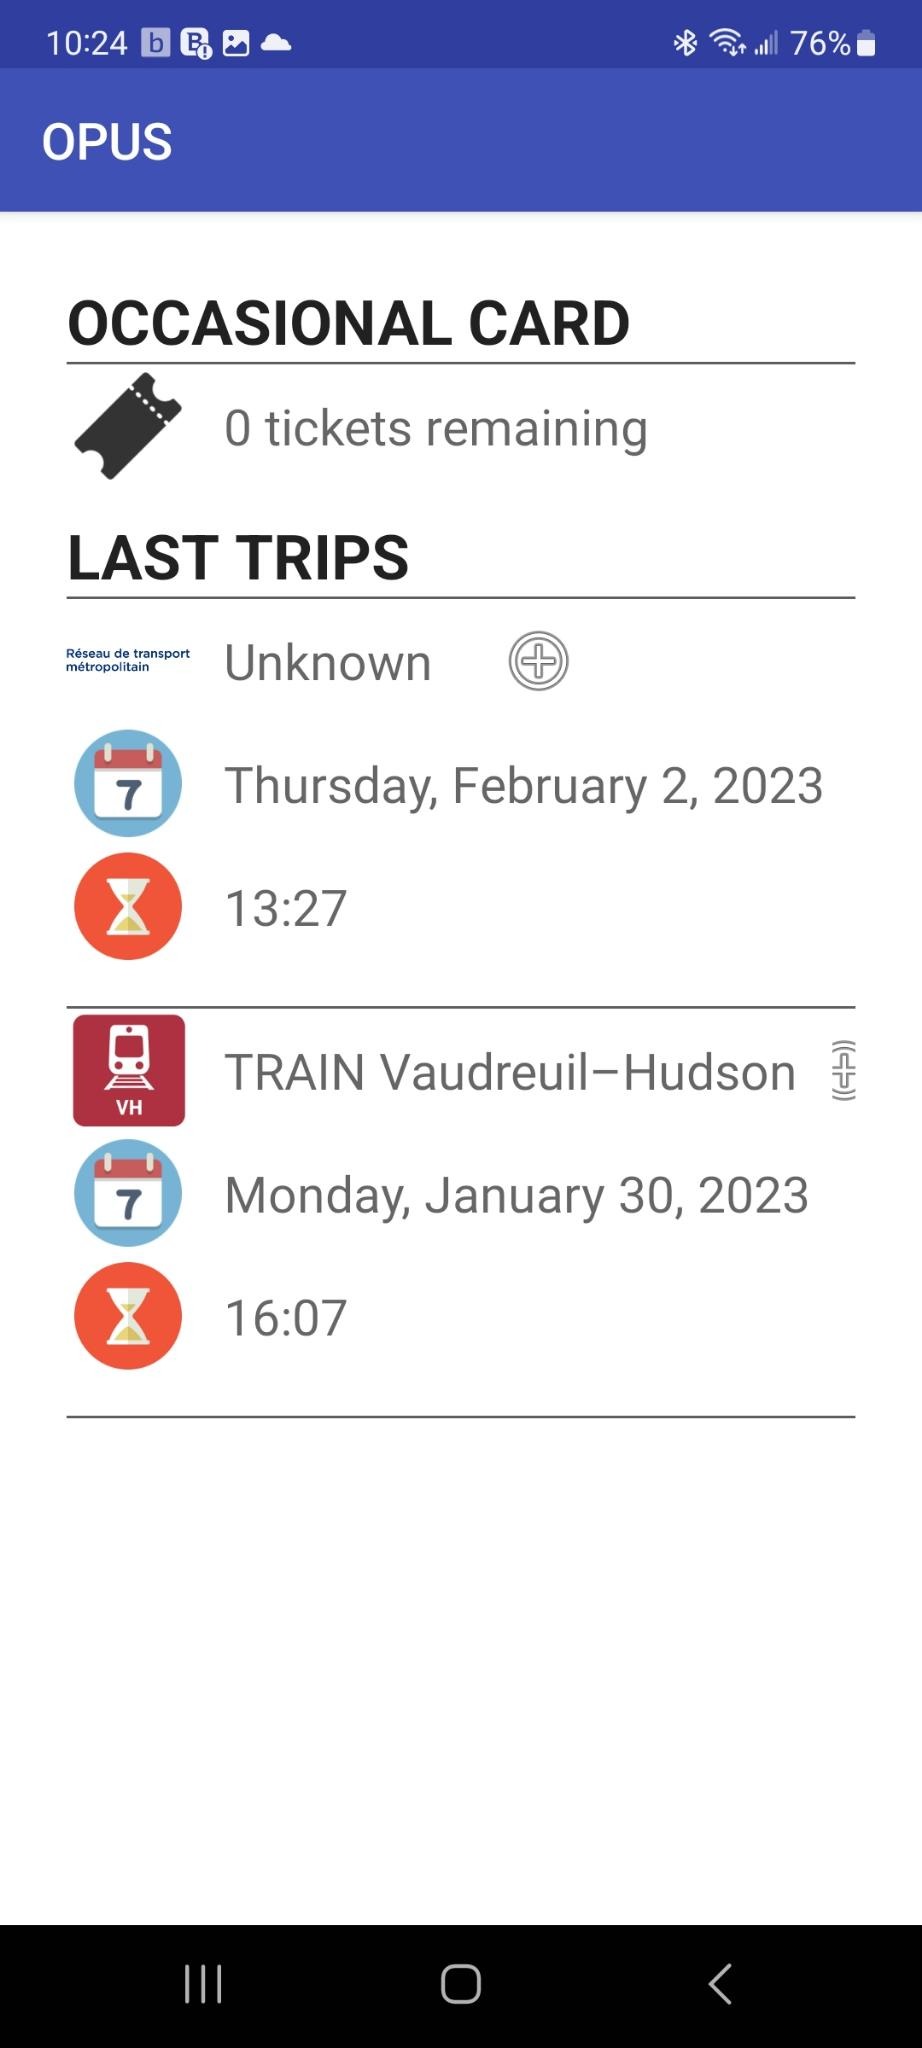 10:24 b B 76%
OPUS
OCCASIONAL CARD
0 tickets remaining
LAST TRIPS
Réseau de transport
métropolitain
Unknown
7
Thursday, February 2, 2023
13:27
VH
TRAIN Vaudreuil–Hudson
7
Monday, January 30, 2023
16:07